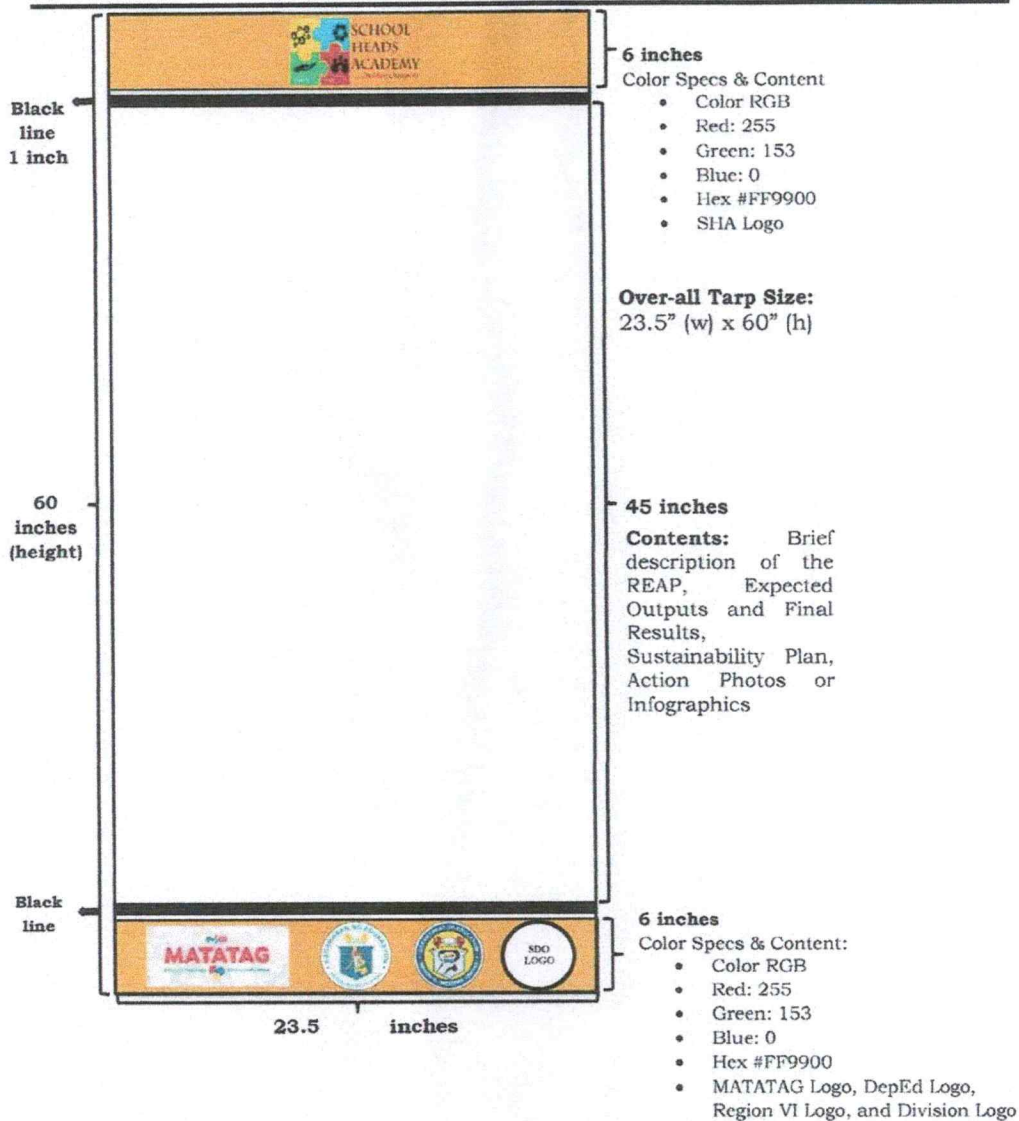 SCHOOL
HEADS
ACADEMY
6 inches
Color Specs & Content
• Color RGB
• Red: 255
• Green: 153
• Blue: 0
• Hex #FF9900
• SHA Logo
Black
line
1 inch
Over-all Tarp Size:
23.5” (w) x 60” (h)
60
inches
(height)
45 inches
Contents: Brief
description of the
REAP, Expected
Outputs and Final
Results,
Sustainability Plan,
Action Photos or
Infographics
Black
line
MATATAG
SDO
LOGO
6 inches
Color Specs & Content:
• Color RGB
• Red: 255
• Green: 153
• Blue: 0
• Hex #FF9900
• MATATAG Logo, DepEd Logo,
Region VI Logo, and Division Logo
23.5 inches